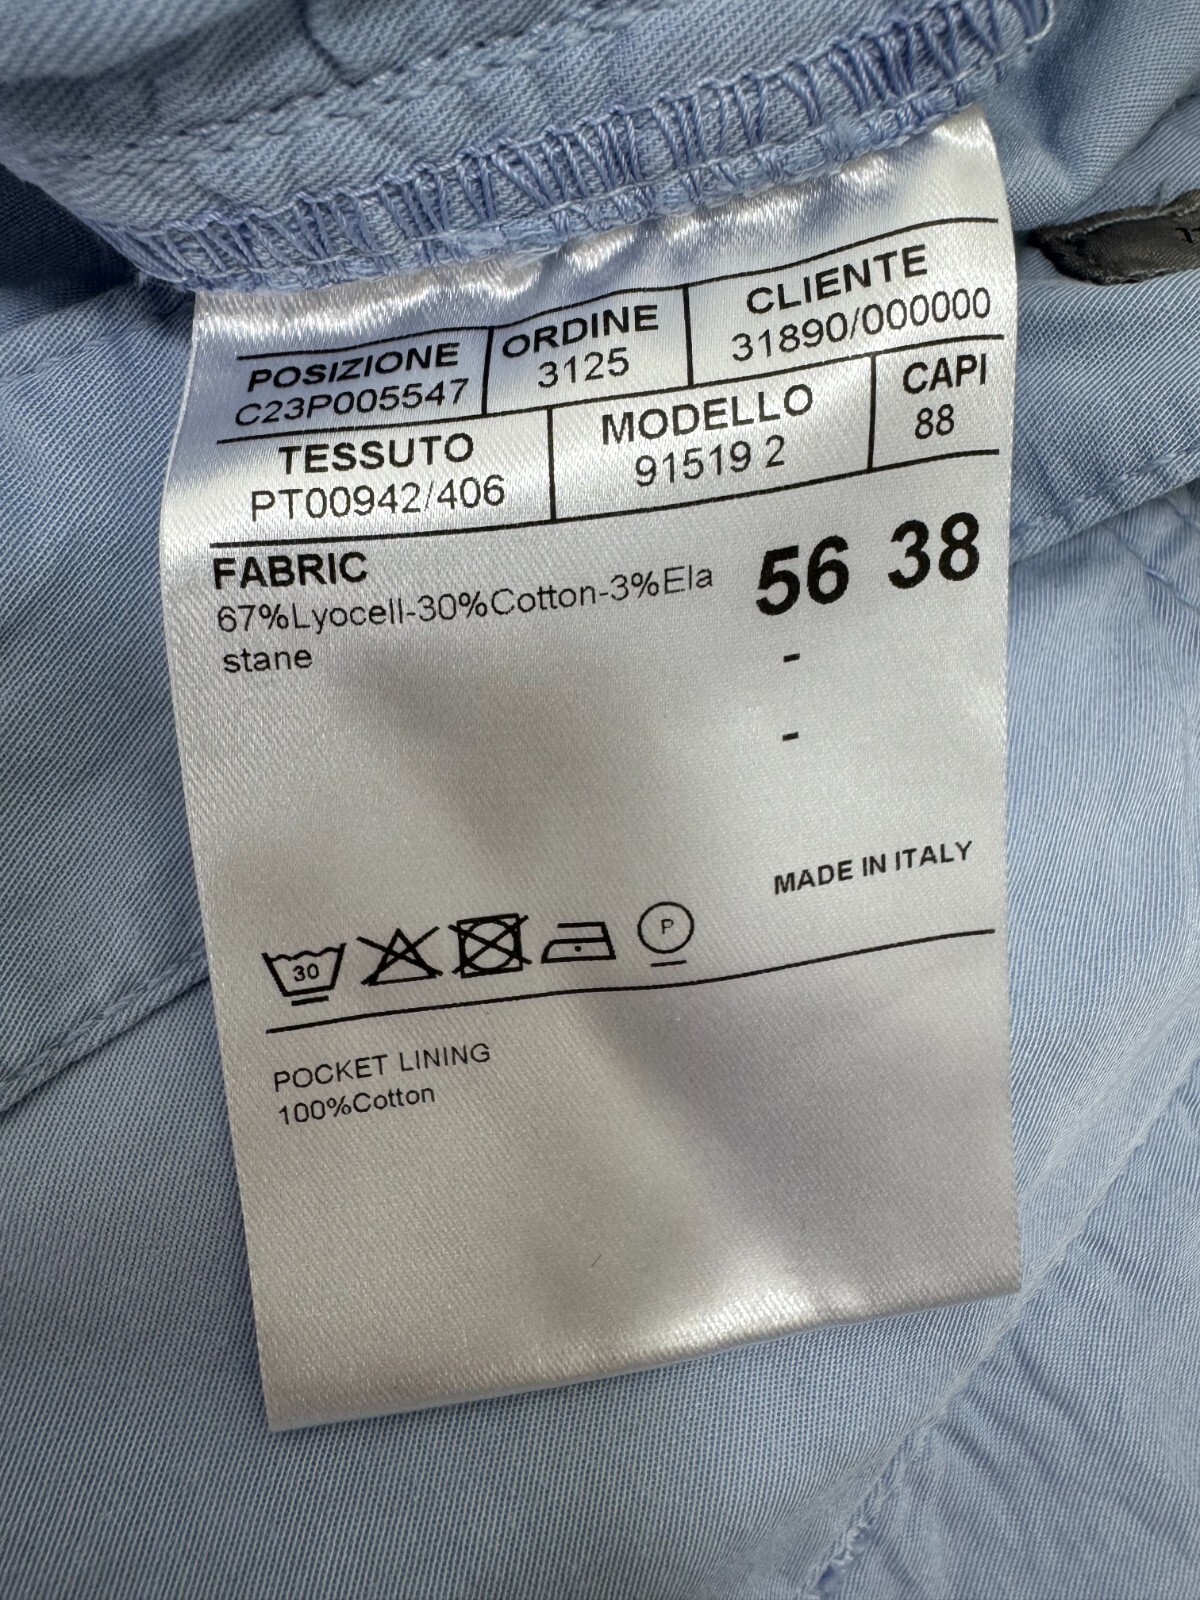 POSIZIONE ORDINE CLIENTE
C23P005547 3125 31890/000000
TESSUTO MODELLO CAPI
PT00942/406 91519 2 88
FABRIC
67%Lyocell-30%Cotton-3%Ela
stane
56 38
-
-
MADE IN ITALY
30 P
POCKET LINING
100%Cotton